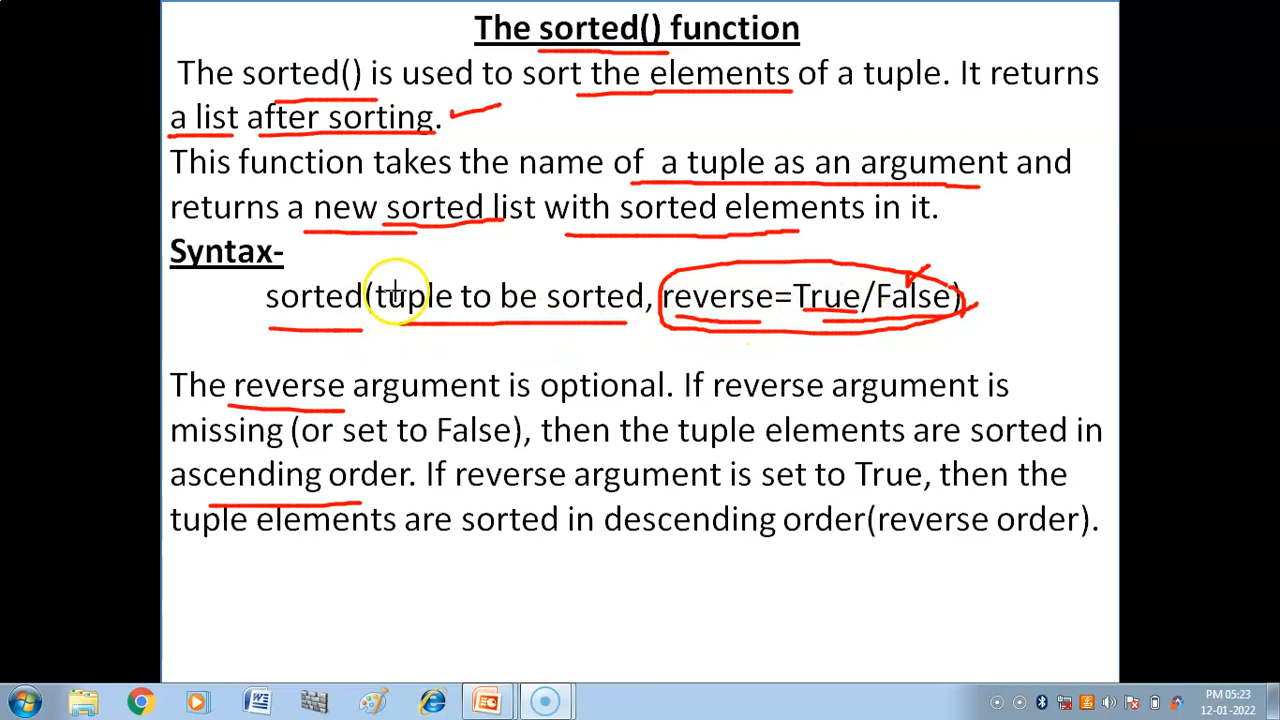 The sorted() function
The sorted() is used to sort the elements of a tuple. It returns
a list after sorting.
This function takes the name of a tuple as an argument and
returns a new sorted list with sorted elements in it.
Syntax-
sorted(tuple to be sorted, reverse=True/False)
The reverse argument is optional. If reverse argument is
missing (or set to False), then the tuple elements are sorted in
ascending order. If reverse argument is set to True, then the
tuple elements are sorted in descending order(reverse order).
PM 05:23
12-01-2022